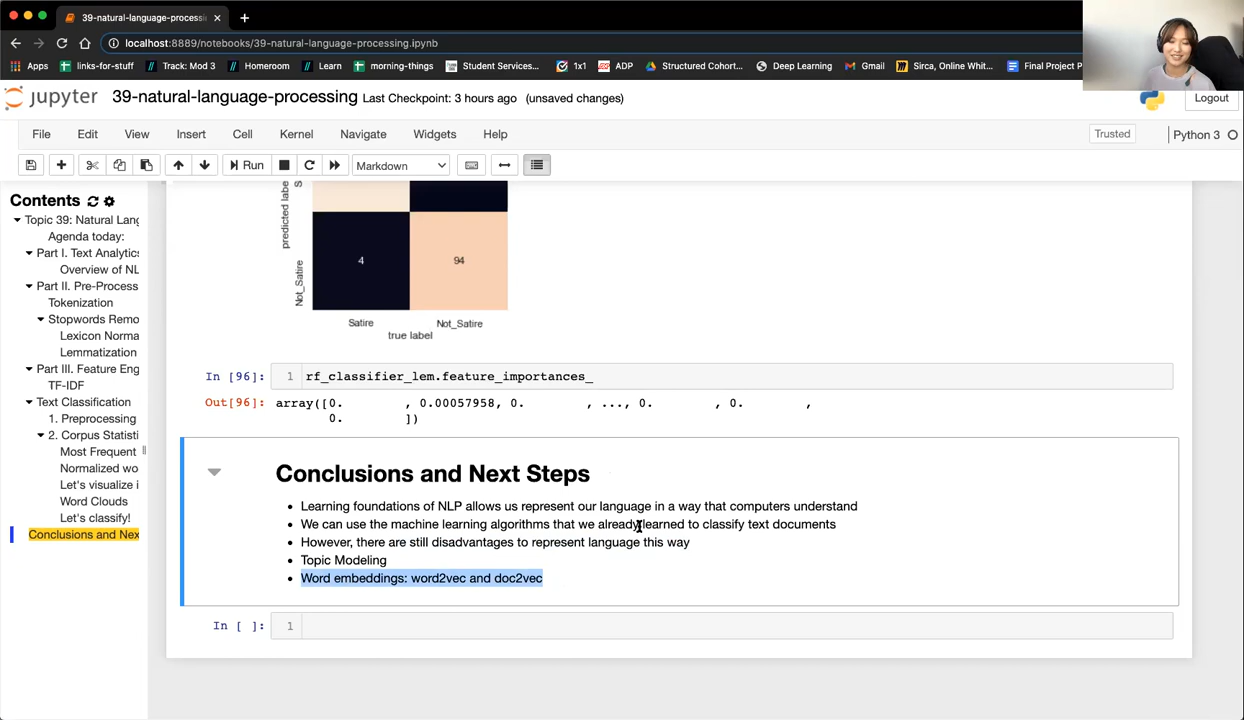 39-natural-language-processi
localhost:8889/notebooks/39-natural-language-processing.ipynb
Apps links-for-stuff Track: Mod 3 Homeroom Learn morning-things Student Services... 1x1 ADP Structured Cohort... Deep Learning Gmail Sirca, Online Whit... Final Project P
jupyter 39-natural-language-processing Last Checkpoint: 3 hours ago (unsaved changes) Logout
File Edit View Insert Cell Kernel Navigate Widgets Help Trusted Python 3
Run Markdown
Contents
Topic 39: Natural Lang
Agenda today:
Part I. Text Analytics
Overview of NL
Part II. Pre-Process
Tokenization
Stopwords Remo
Lexicon Norma
Lemmatization
Part III. Feature Eng
TF-IDF
Text Classification
1. Preprocessing
2. Corpus Statisti
Most Frequent
Normalized wo
Let's visualize i
Word Clouds
Let's classify!
Conclusions and Nex
predicted labe
S
Not_Satire
4 94
Satire Not_Satire
true label
In [96]: 1 rf_classifier_lem.feature_importances_
Out[96]: array([0. , 0.00057958, 0. , ..., 0. , 0. ,
0. ])
Conclusions and Next Steps
• Learning foundations of NLP allows us represent our language in a way that computers understand
• We can use the machine learning algorithms that we already learned to classify text documents
• However, there are still disadvantages to represent language this way
• Topic Modeling
• Word embeddings: word2vec and doc2vec
In [ ]: 1